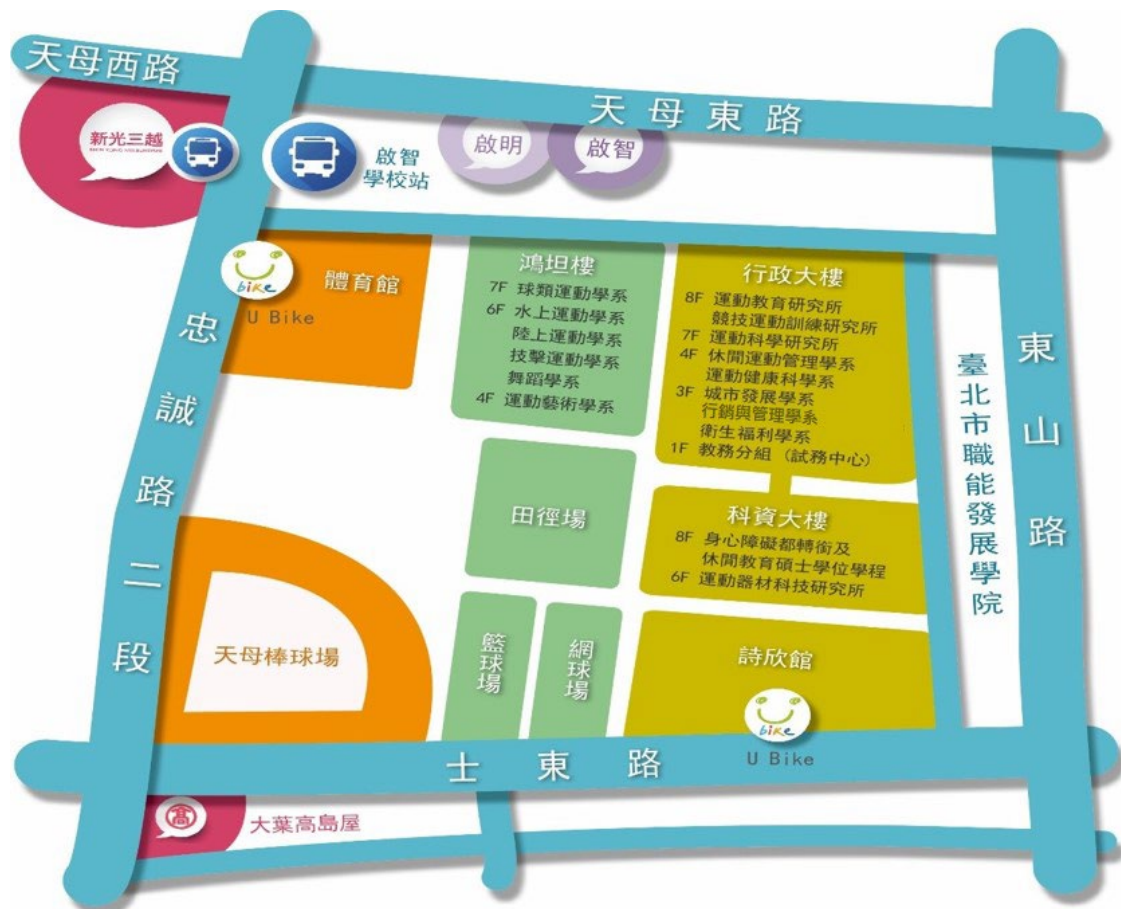 天母西路
天母東路
新光三越
啟智
學校站
啟明
啟智
忠誠路二段
東山路
bike
U Bike
體育館
鴻坦樓
7F 球類運動學系
6F 水上運動學系
陸上運動學系
技擊運動學系
舞蹈學系
4F 運動藝術學系
行政大樓
8F 運動教育研究所
競技運動訓練研究所
7F 運動科學研究所
4F 休閒運動管理學系
運動健康科學系
3F 城市發展學系
行銷與管理學系
衛生福利學系
1F 教務分組 (試務中心)
臺北市職能發展學院
田徑場
科資大樓
8F 身心障礙都轉銜及
休閒教育碩士學位學程
6F 運動器材科技研究所
天母棒球場
籃球場
網球場
詩欣館
bike
U Bike
士東路
髙
大葉高島屋